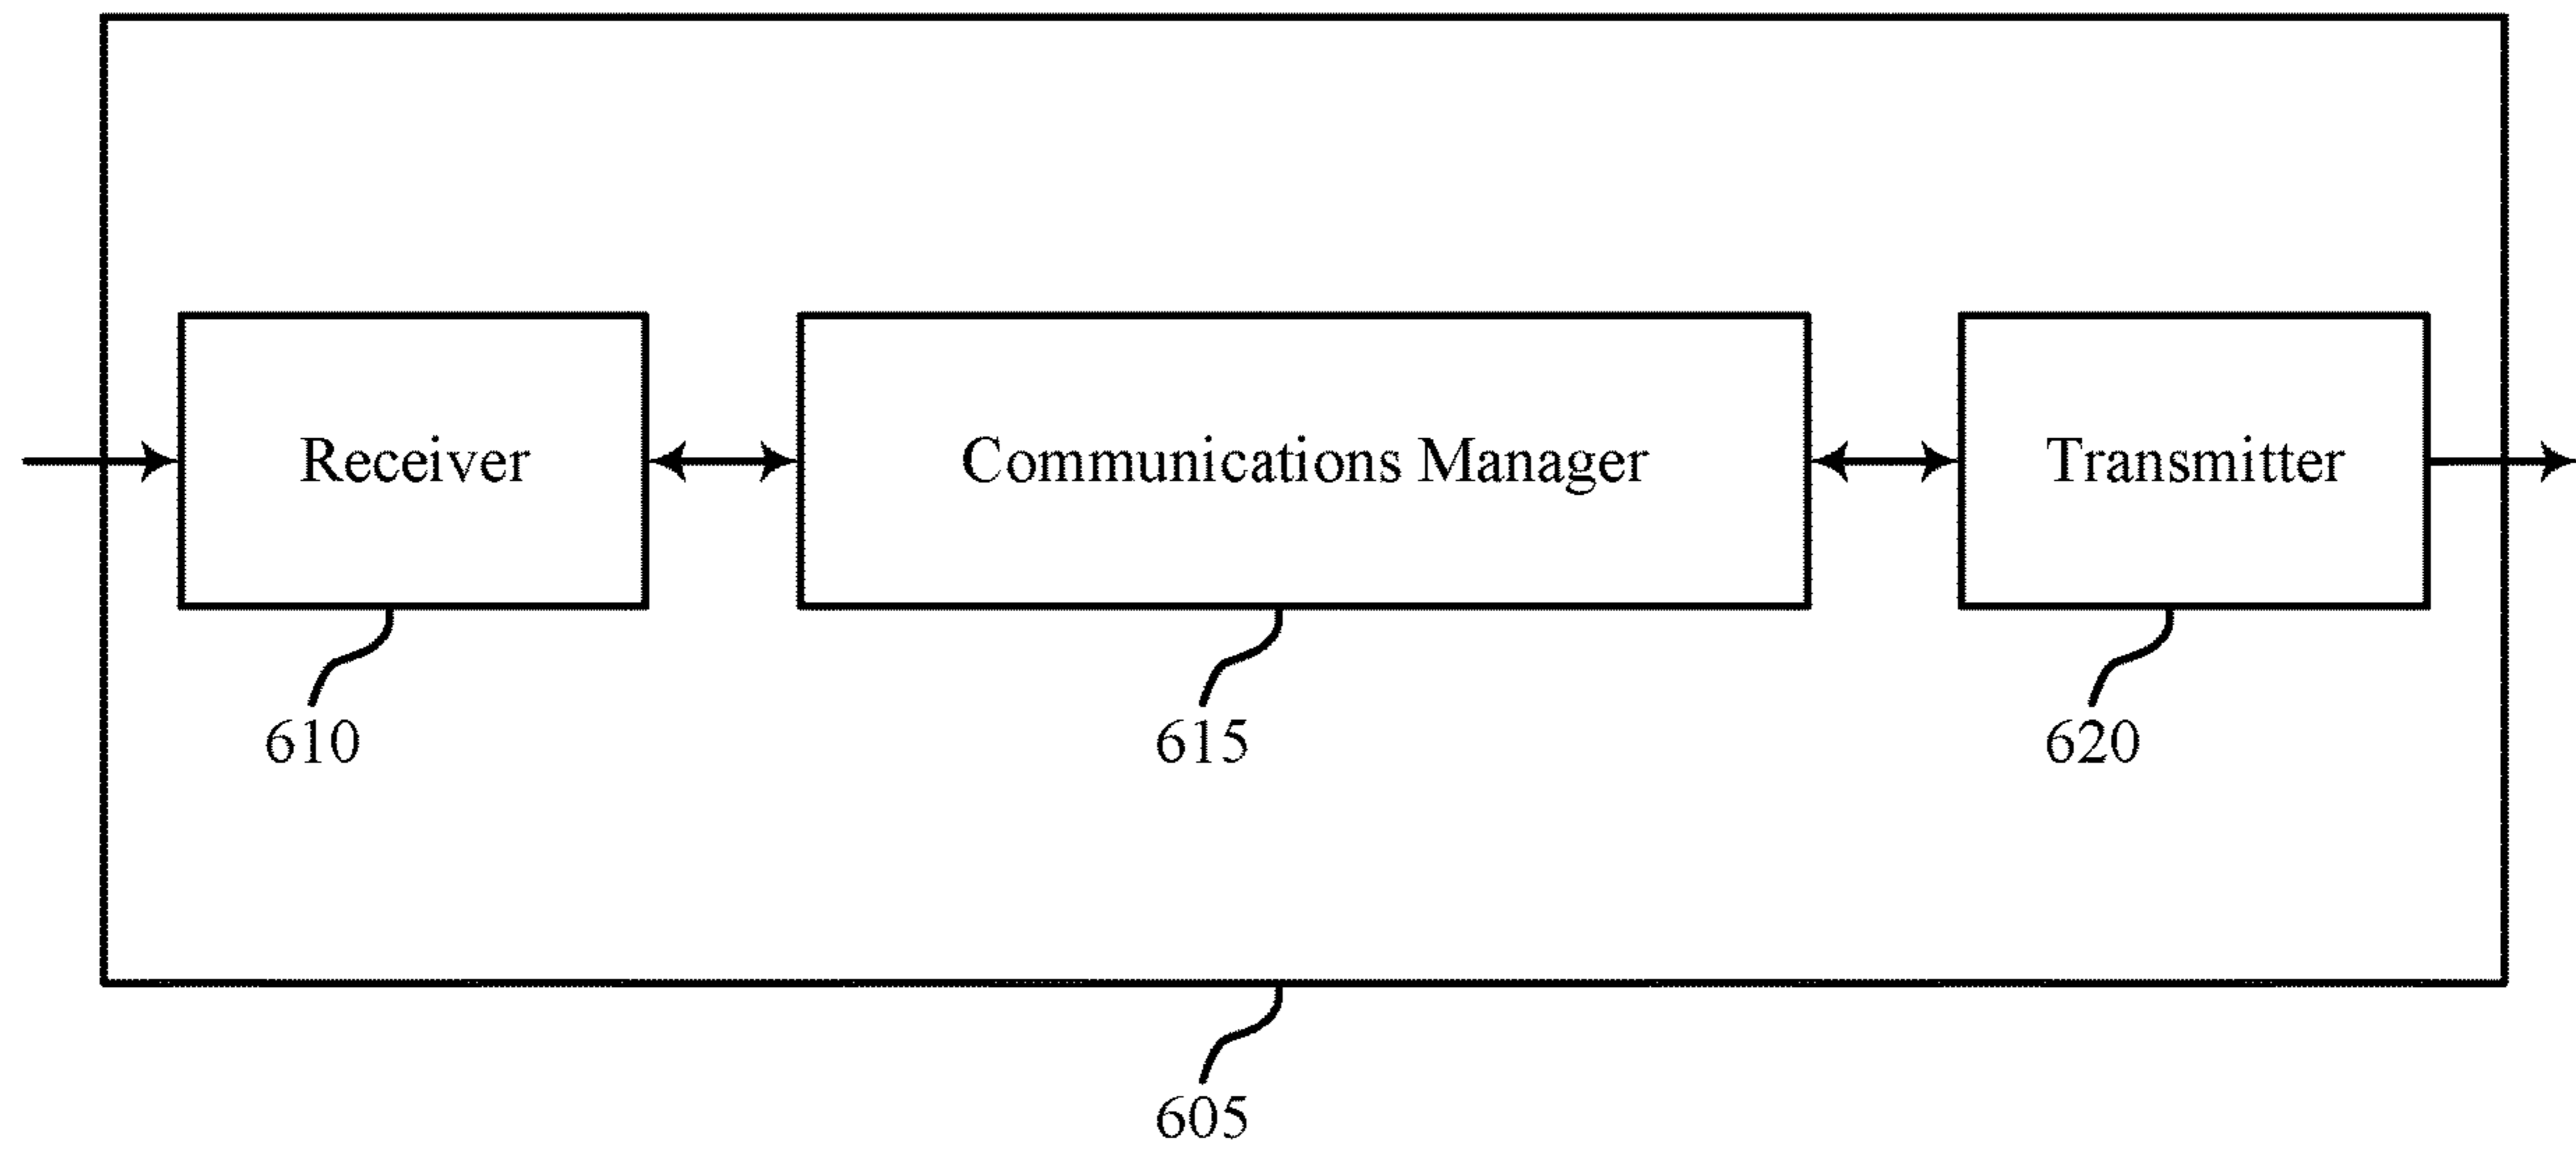 Receiver
Communications Manager
Transmitter
610
615
620
605